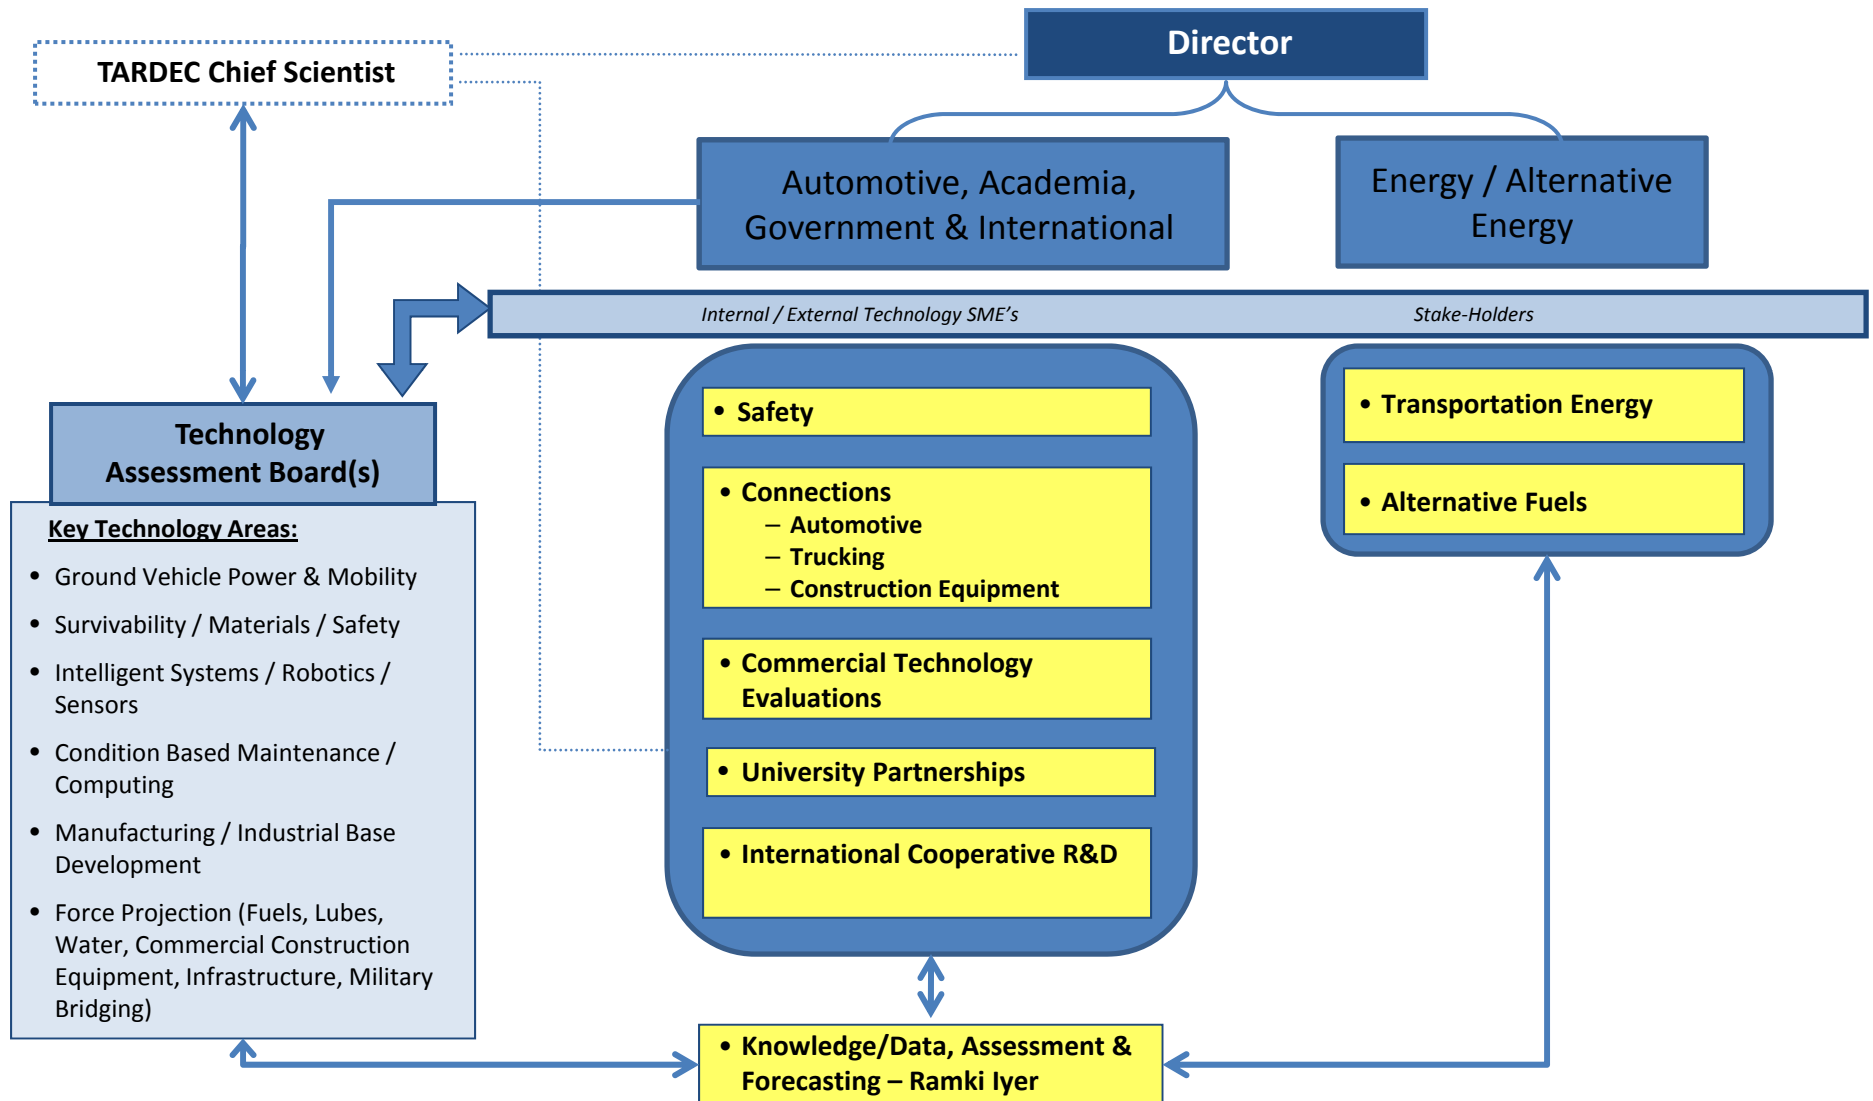 Director
TARDEC Chief Scientist
Automotive, Academia,
Government & International
Energy / Alternative
Energy
Internal / External Technology SME’s
Stake-Holders
Technology
Assessment Board(s)
Key Technology Areas:
• Ground Vehicle Power & Mobility
• Survivability / Materials / Safety
• Intelligent Systems / Robotics /
Sensors
• Condition Based Maintenance /
Computing
• Manufacturing / Industrial Base
Development
• Force Projection (Fuels, Lubes,
Water, Commercial Construction
Equipment, Infrastructure, Military
Bridging)
• Safety
• Connections
– Automotive
– Trucking
– Construction Equipment
• Commercial Technology
Evaluations
• University Partnerships
• International Cooperative R&D
• Transportation Energy
• Alternative Fuels
• Knowledge/Data, Assessment &
Forecasting – Ramki Iyer